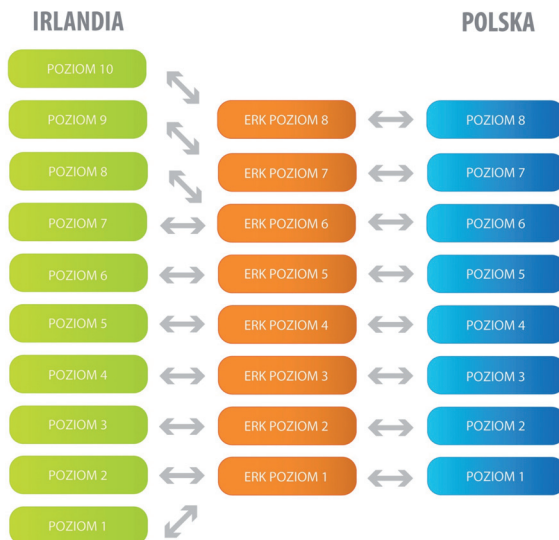 IRLANDIA
POLSKA
POZIOM 10
POZIOM 9
ERK POZIOM 8
POZIOM 8
POZIOM 8
ERK POZIOM 7
POZIOM 7
POZIOM 7
ERK POZIOM 6
POZIOM 6
POZIOM 6
ERK POZIOM 5
POZIOM 5
POZIOM 5
ERK POZIOM 4
POZIOM 4
POZIOM 4
ERK POZIOM 3
POZIOM 3
POZIOM 3
ERK POZIOM 2
POZIOM 2
POZIOM 2
ERK POZIOM 1
POZIOM 1
POZIOM 1